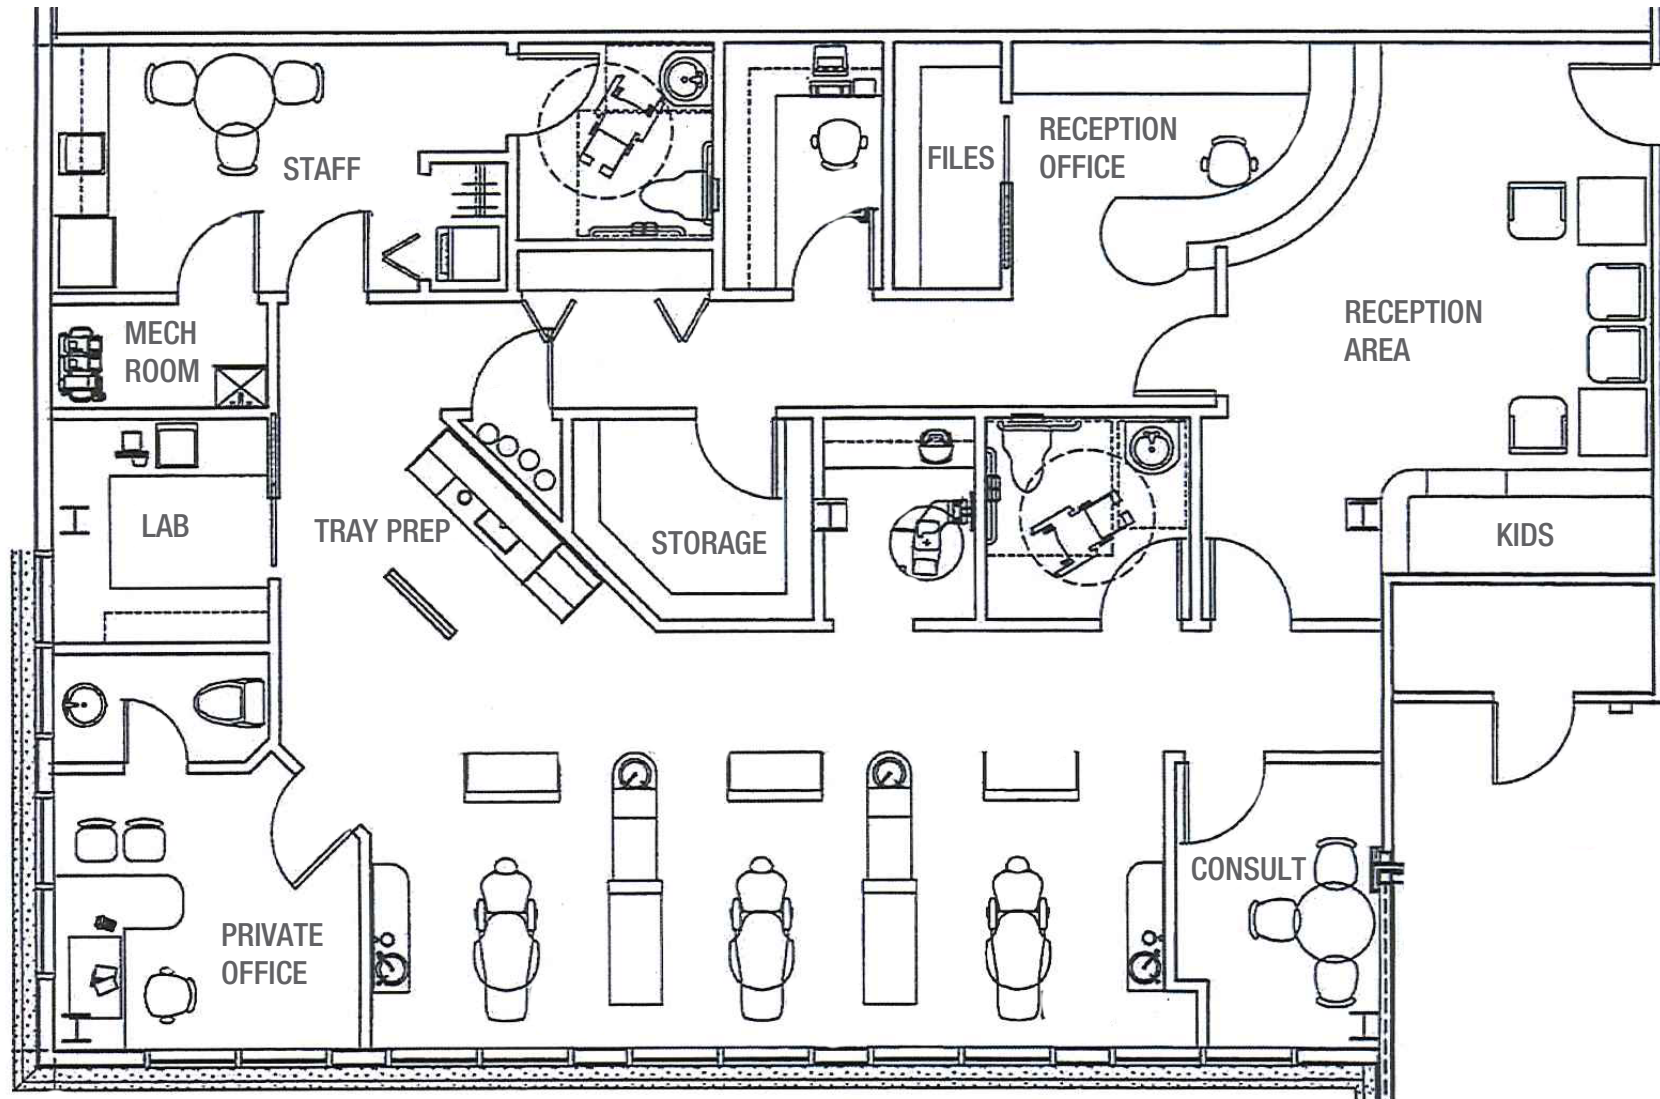 STAFF
FILES
RECEPTION
OFFICE
MECH
ROOM
RECEPTION
AREA
LAB
TRAY PREP
STORAGE
KIDS
PRIVATE
OFFICE
CONSULT